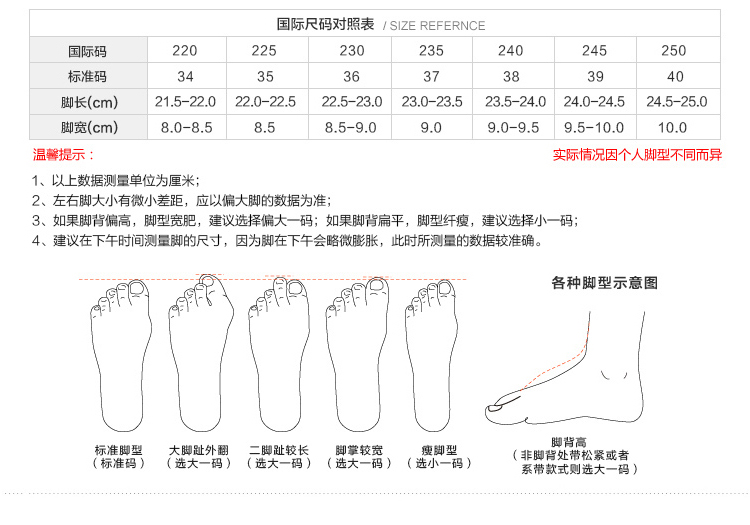 国际尺码对照表 / SIZE REFERNCE
国际码 220 225 230 235 240 245 250
标准码 34 35 36 37 38 39 40
脚长(cm) 21.5-22.0 22.0-22.5 22.5-23.0 23.0-23.5 23.5-24.0 24.0-24.5 24.5-25.0
脚宽(cm) 8.0-8.5 8.5 8.5-9.0 9.0 9.0-9.5 9.5-10.0 10.0
温馨提示： 实际情况因个人脚型不同而异
1、以上数据测量单位为厘米；
2、左右脚大小有微小差距，应以偏大脚的数据为准；
3、如果脚背偏高，脚型宽肥，建议选择偏大一码；如果脚背扁平，脚型纤瘦，建议选择小一码；
4、建议在下午时间测量脚的尺寸，因为脚在下午会略微膨胀，此时所测量的数据较准确。
各种脚型示意图
标准脚型 大脚趾外翻 二脚趾较长 脚掌较宽 瘦脚型
（标准码） （选大一码） （选大一码） （选大一码） （选小一码）
脚背高
（非脚背处带松紧或者
系带款式则选大一码）